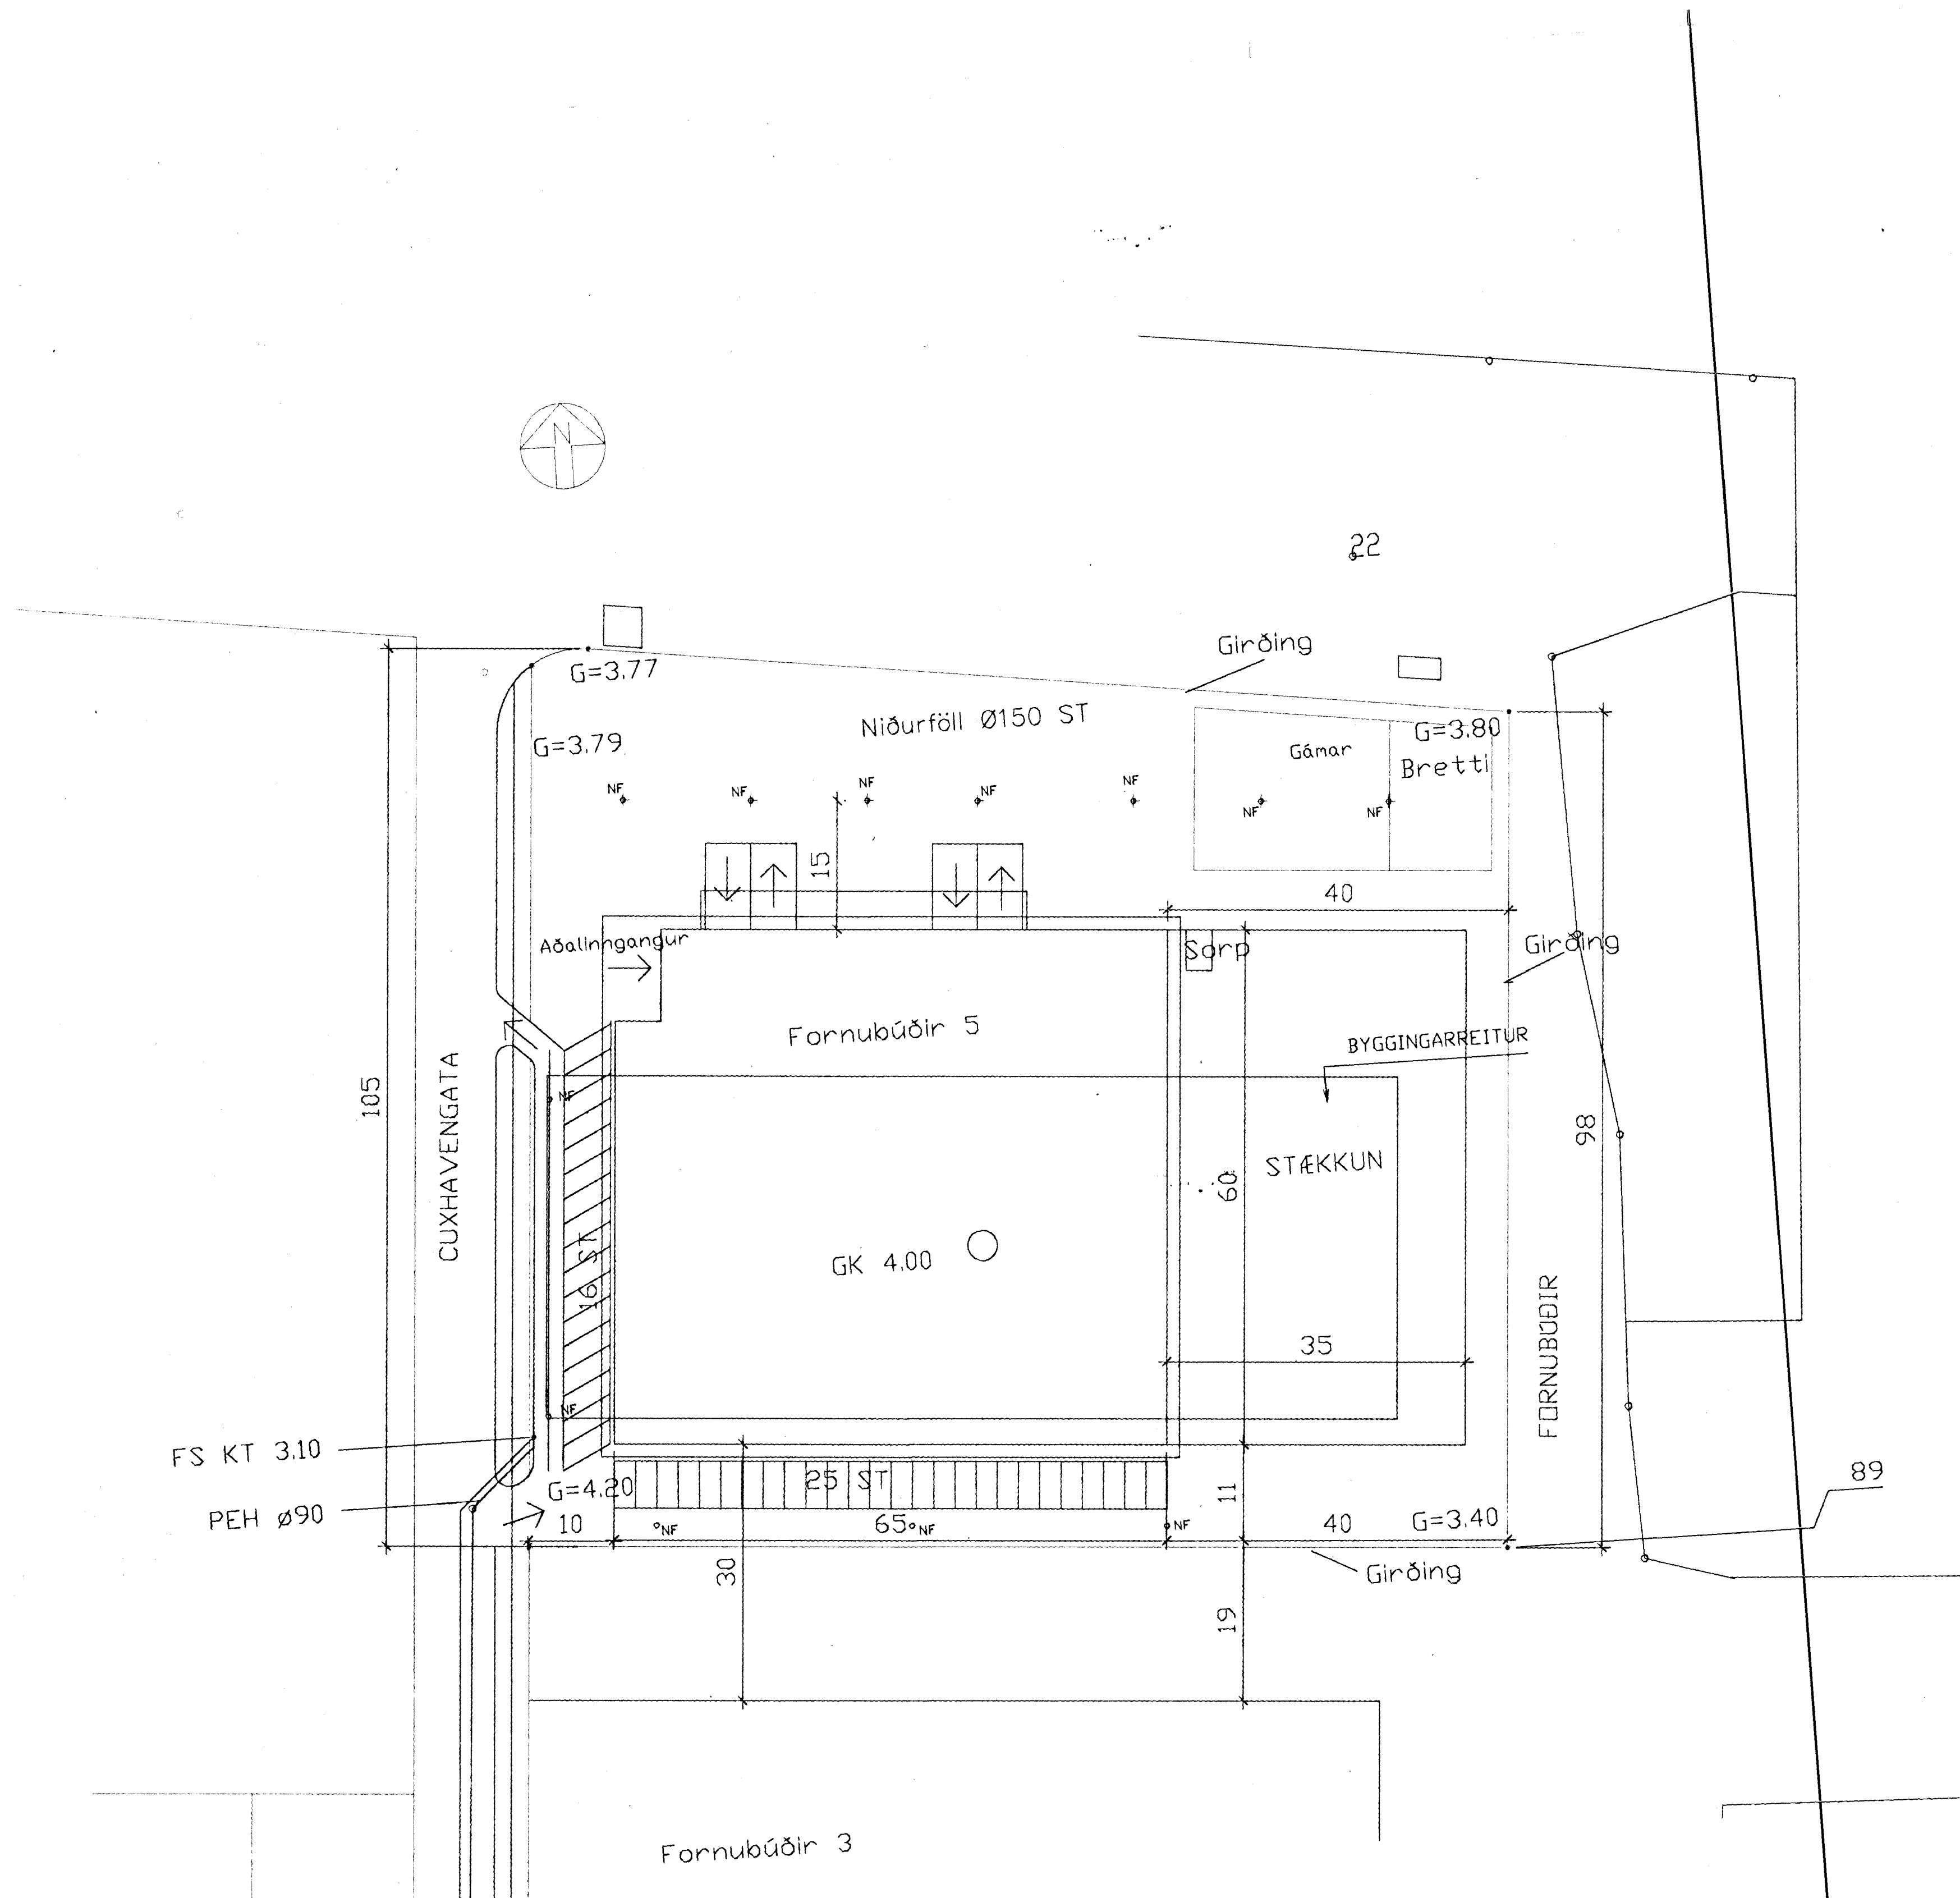 N
22
Girðing
G=3.77
Niðurföll Ø150 ST
G=3.80
G=3.79
Gámar
Bretti
NF
NF
NF
NF
NF
NF
NF
15
40
Aðalinngangur
Sorp
Girðing
Fornubúðir 5
BYGGINGARREITUR
105
CUXHAVENGATA
NF
98
STÆKKUN
60
16 ST
GK 4.00
35
FORNUBÚÐIR
NF
FS KT 3.10
25 ST
G=4.20
11
89
PEH ø90
10
NF
65
NF
NF
40
G=3.40
30
Girðing
19
Fornubúðir 3